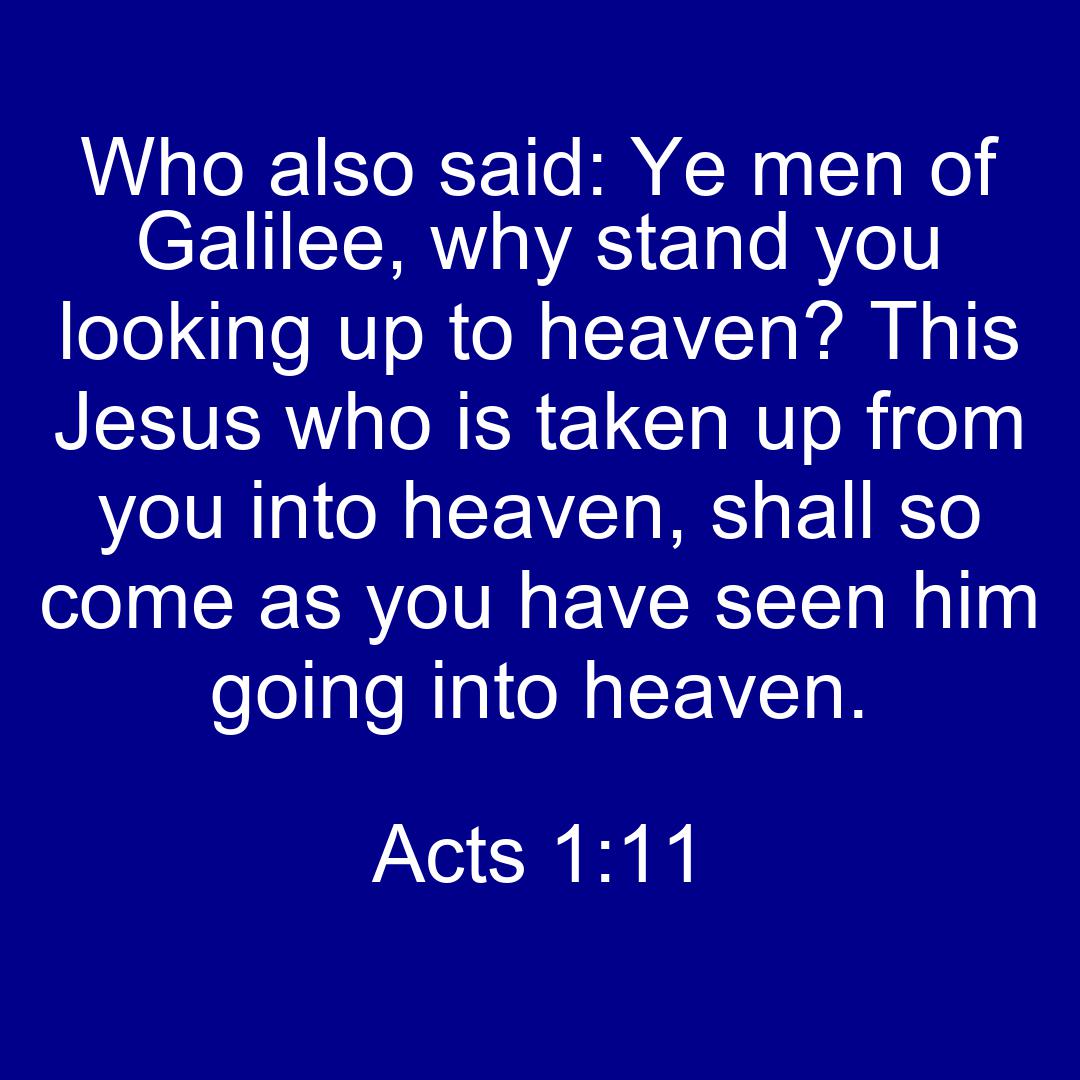 Who also said: Ye men of
Galilee, why stand you
looking up to heaven? This
Jesus who is taken up from
you into heaven, shall so
come as you have seen him
going into heaven.
Acts 1:11